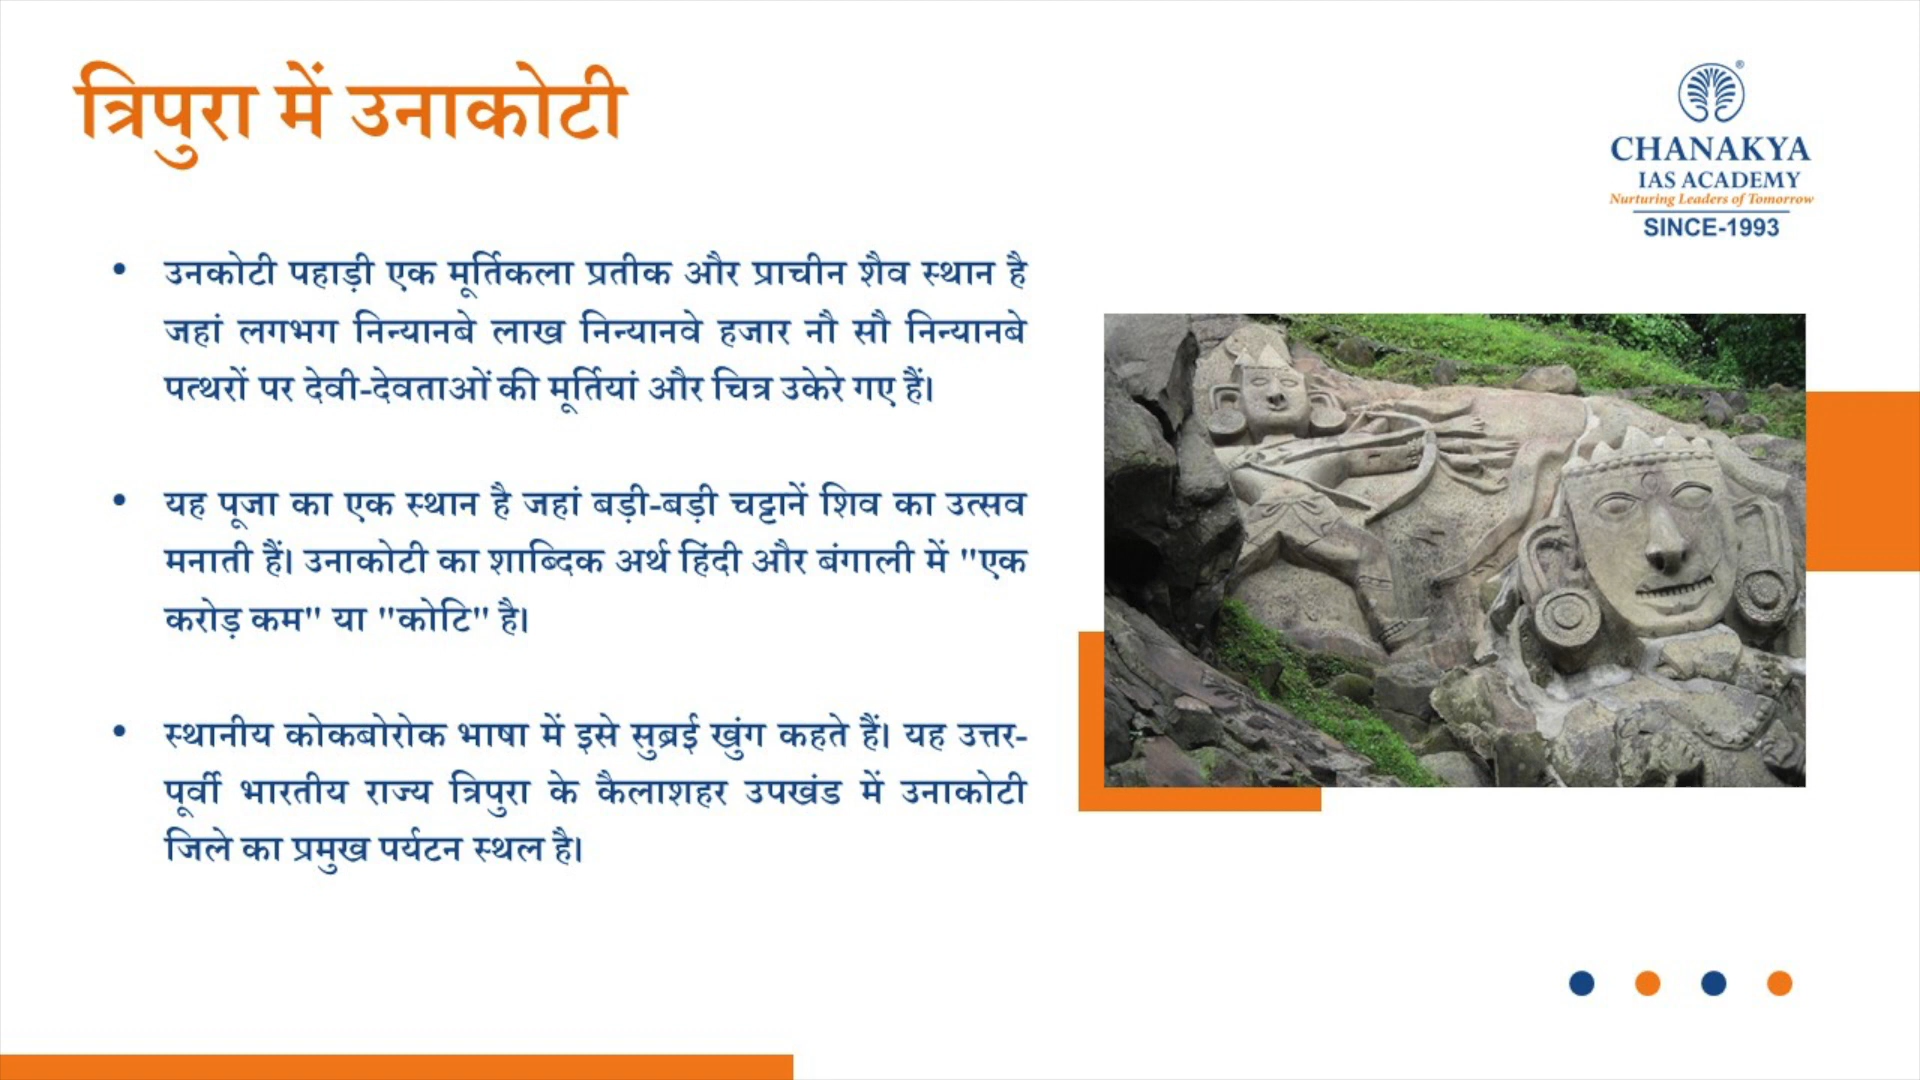 त्रिपुरा में उनाकोटी
®
CHANAKYA
IAS ACADEMY
Nurturing Leaders of Tomorrow
SINCE-1993
• उनकोटी पहाड़ी एक मूर्तिकला प्रतीक और प्राचीन शैव स्थान है
जहां लगभग निन्यानबे लाख निन्यानवे हजार नौ सौ निन्यानबे
पत्थरों पर देवी-देवताओं की मूर्तियां और चित्र उकेरे गए हैं।
• यह पूजा का एक स्थान है जहां बड़ी-बड़ी चट्टानें शिव का उत्सव
मनाती हैं। उनाकोटी का शाब्दिक अर्थ हिंदी और बंगाली में "एक
करोड़ कम" या "कोटि" है।
• स्थानीय कोकबोरोक भाषा में इसे सुब्रई खुंग कहते हैं। यह उत्तर-
पूर्वी भारतीय राज्य त्रिपुरा के कैलाशहर उपखंड में उनाकोटी
जिले का प्रमुख पर्यटन स्थल है।